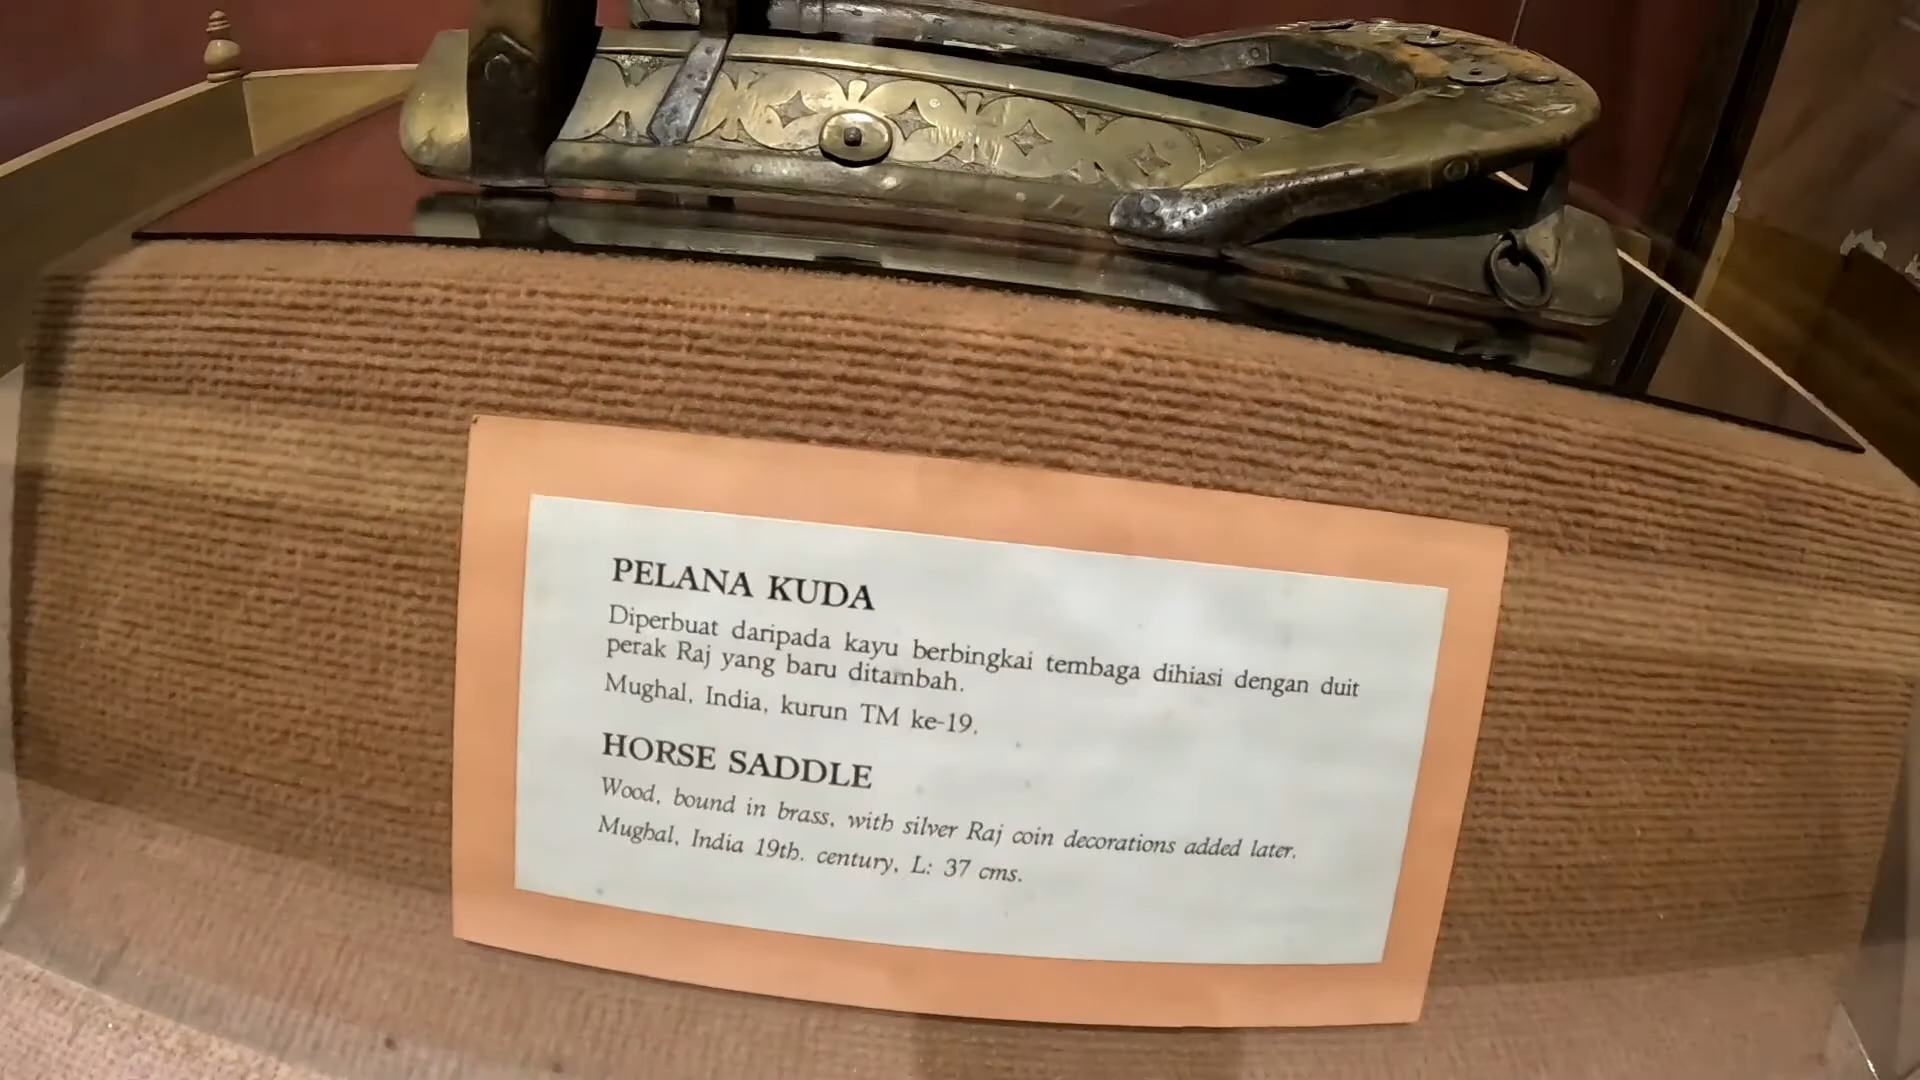 PELANA KUDA
Diperbuat daripada kayu berbingkai tembaga dihiasi dengan duit
perak Raj yang baru ditambah.
Mughal, India, kurun TM ke-19.
HORSE SADDLE
Wood, bound in brass, with silver Raj coin decorations added later.
Mughal, India 19th. century, L: 37 cms.